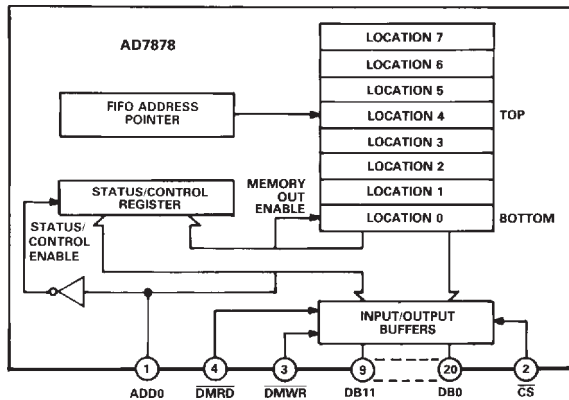 AD7878
LOCATION 7
LOCATION 6
LOCATION 5
LOCATION 4
TOP
LOCATION 3
LOCATION 2
LOCATION 1
LOCATION 0
BOTTOM
FIFO ADDRESS
POINTER
STATUS/CONTROL
REGISTER
MEMORY
OUT
ENABLE
STATUS/
CONTROL
ENABLE
INPUT/OUTPUT
BUFFERS
1
4
3
9
20
2
ADD0
DMRD
DMWR
DB11
DB0
CS